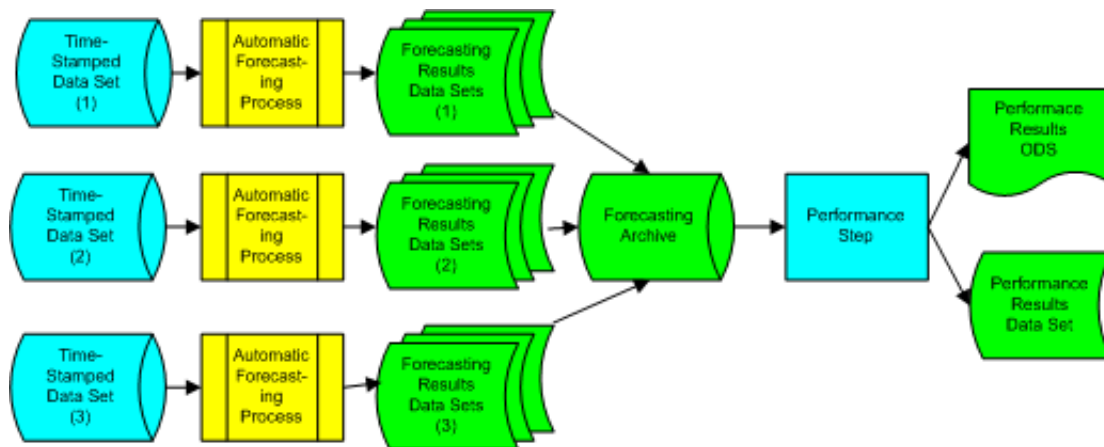 Time-
Stamped
Data Set
(1)
Automatic
Forecast-
ing
Process
Forecasting
Results
Data Sets
(1)
Time-
Stamped
Data Set
(2)
Automatic
Forecast-
ing
Process
Forecasting
Results
Data Sets
(2)
Time-
Stamped
Data Set
(3)
Automatic
Forecast-
ing
Process
Forecasting
Results
Data Sets
(3)
Forecasting
Archive
Performance
Step
Performace
Results
ODS
Performance
Results
Data Set